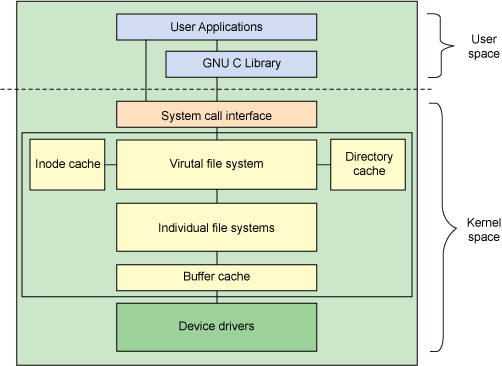 User Applications
GNU C Library
User
space
System call interface
Inode cache
Virutal file system
Directory
cache
Individual file systems
Kernel
space
Buffer cache
Device drivers